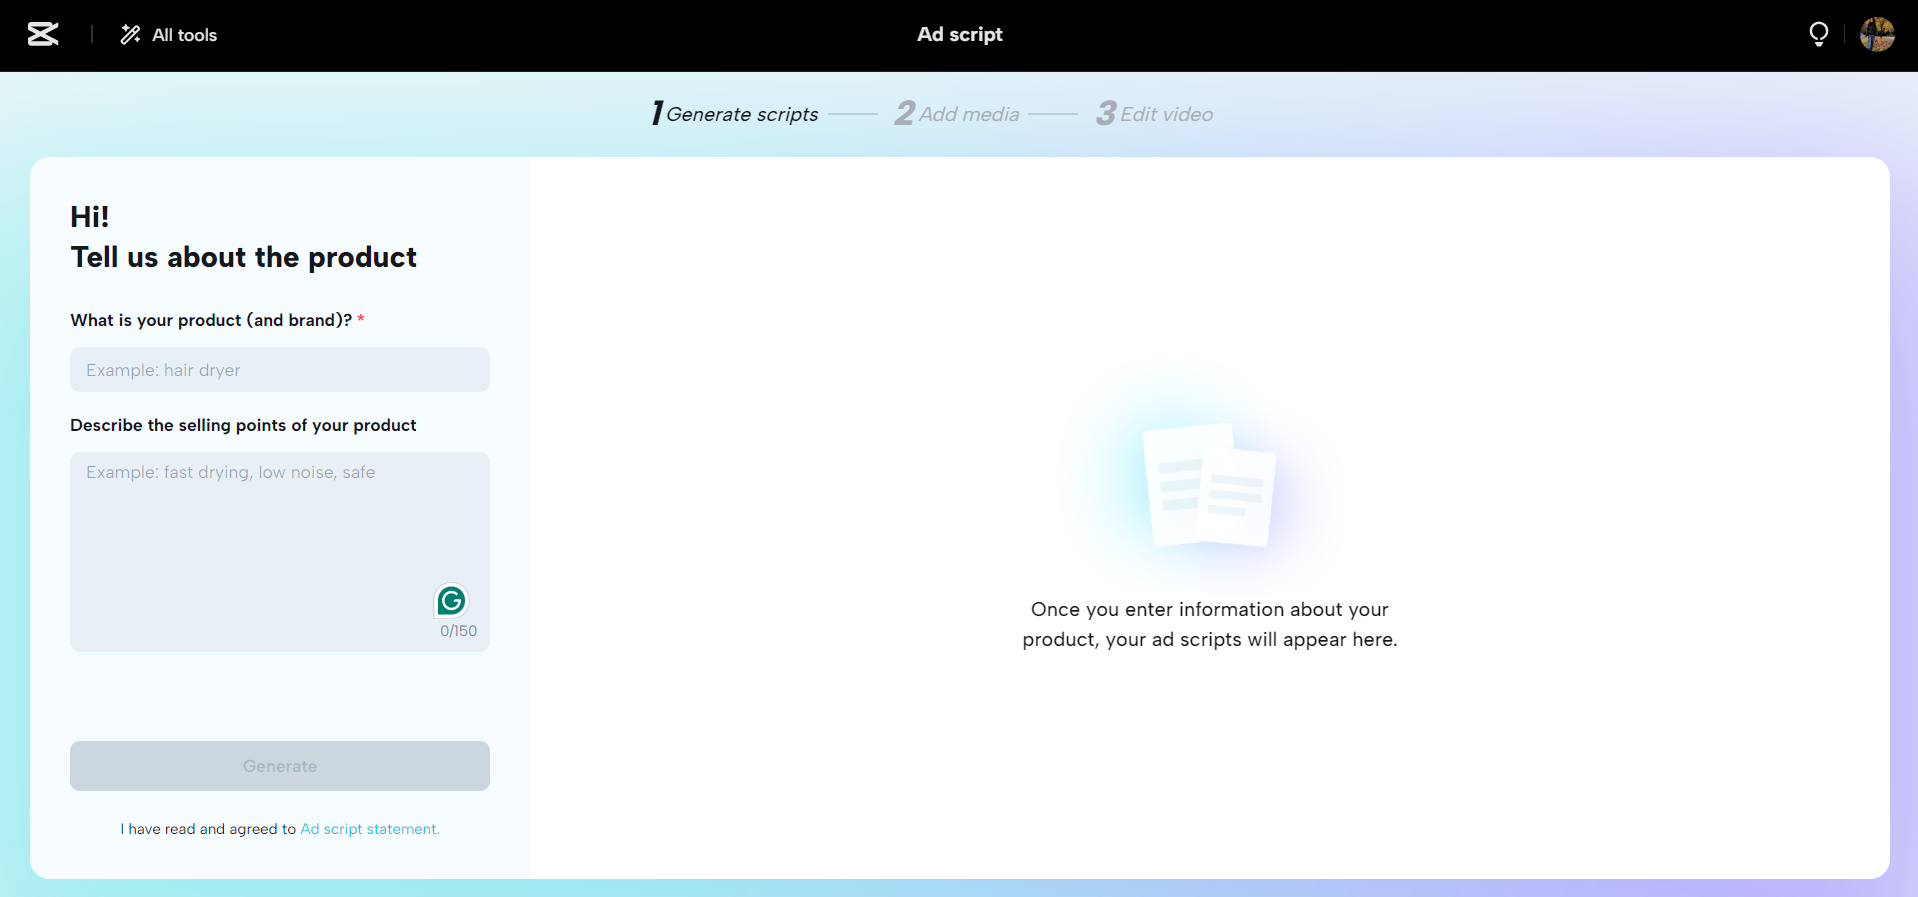 All tools
Ad script
1 Generate scripts
2 Add media
3 Edit video
Hi!
Tell us about the product
What is your product (and brand)? *
Example: hair dryer
Describe the selling points of your product
Example: fast drying, low noise, safe
G
0/150
Generate
I have read and agreed to Ad script statement.
Once you enter information about your
product, your ad scripts will appear here.